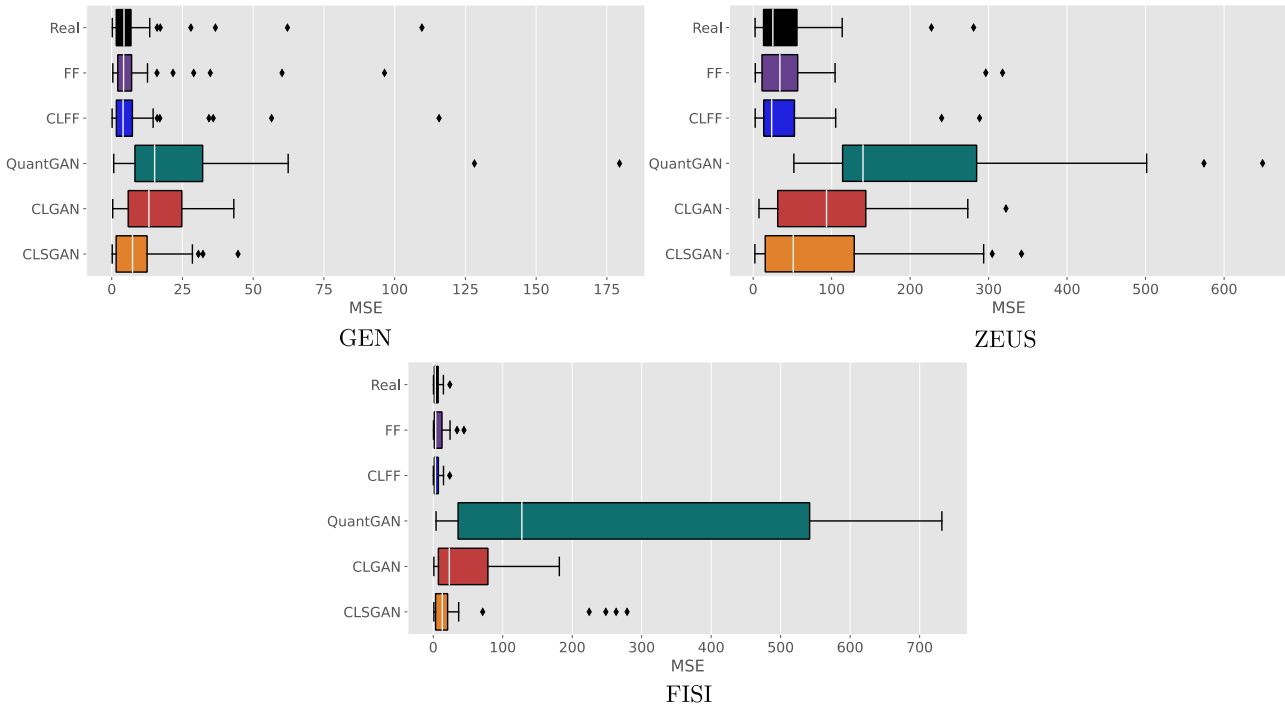 Real
FF
CLFF
QuantGAN
CLGAN
CLSGAN
0 25 50 75 100 125 150 175
MSE
GEN
Real
FF
CLFF
QuantGAN
CLGAN
CLSGAN
0 100 200 300 400 500 600
MSE
ZEUS
Real
FF
CLFF
QuantGAN
CLGAN
CLSGAN
0 100 200 300 400 500 600 700
MSE
FISI